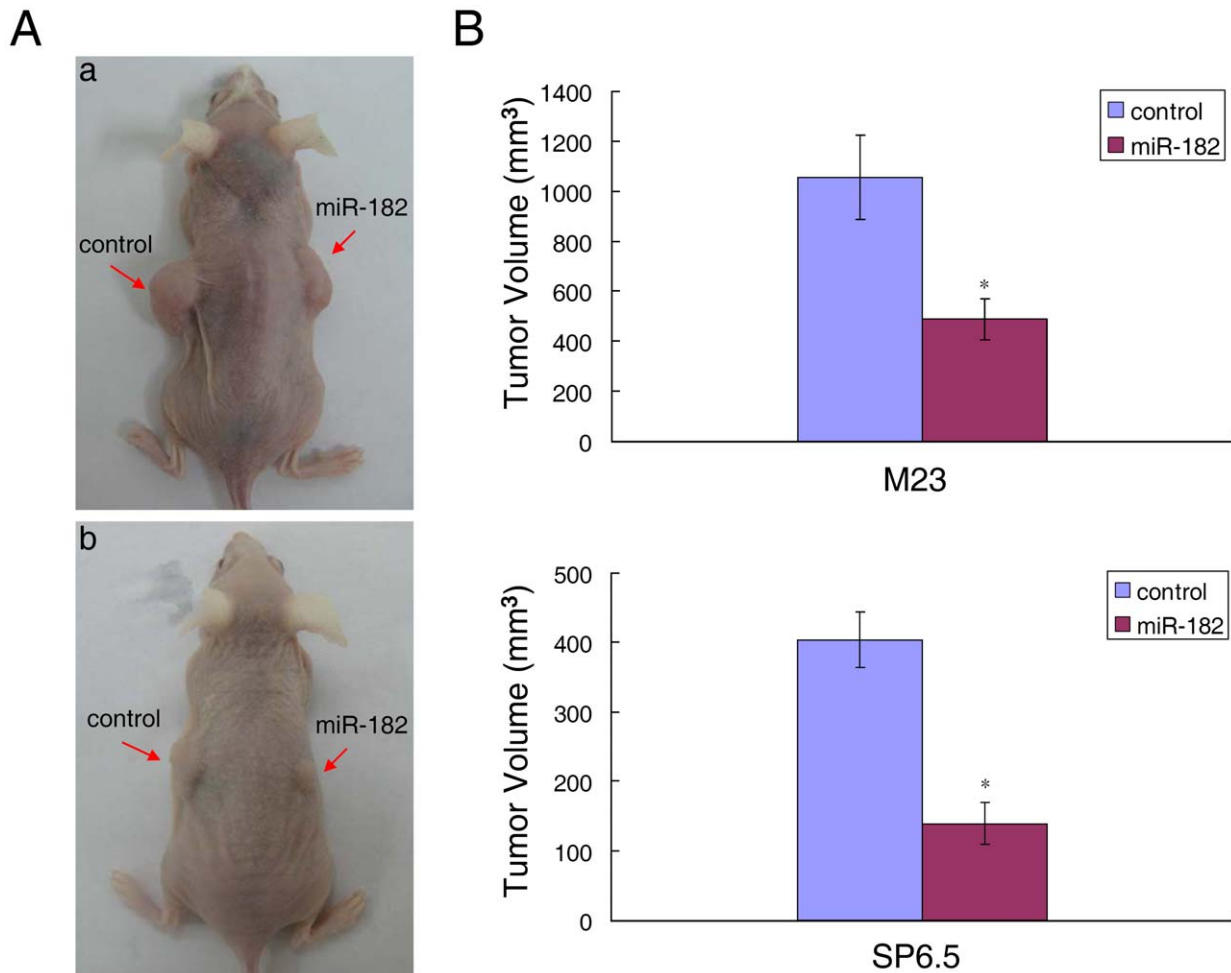 A
a
control
miR-182
b
control
miR-182
B
Tumor Volume (mm³)
1400
1200
1000
800
600
400
200
0
control
miR-182
*
M23
Tumor Volume (mm³)
500
400
300
200
100
0
control
miR-182
*
SP6.5